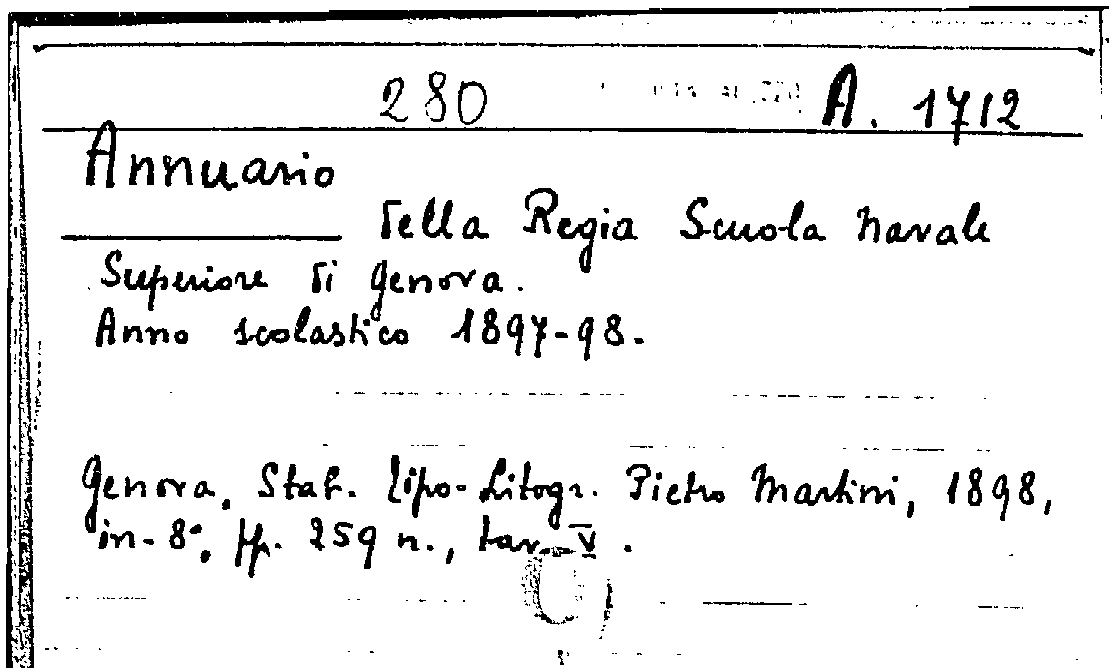 280 A. 1712
Annuario
della Regia Scuola Navale
Superiore di Genova.
Anno scolastico 1897-98.
Genova, Stab. Tipo-Litogr. Pietro Martini, 1898,
in-8°, pp. 259 n., tav. V.